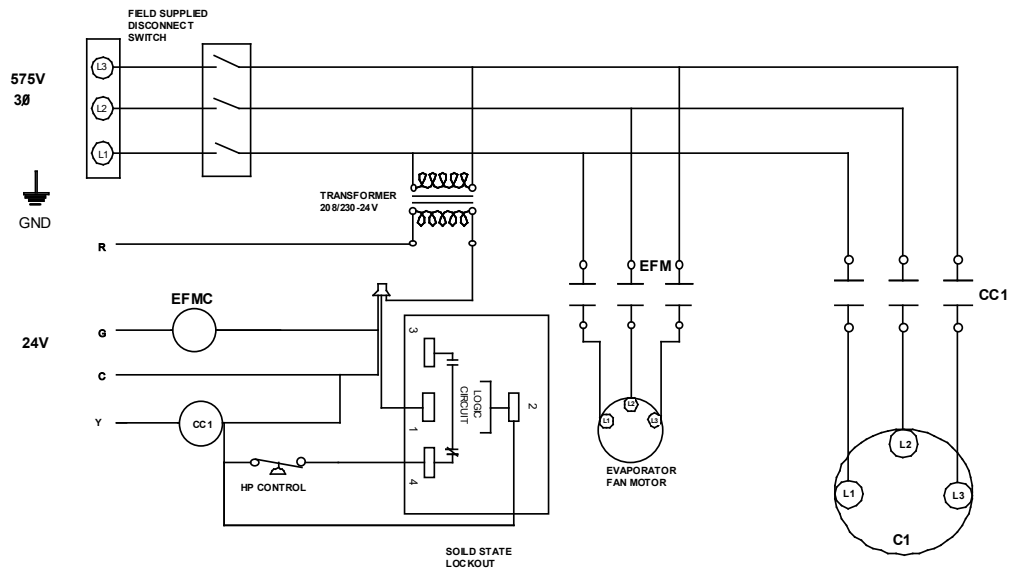 FIELD SUPPLIED
DISCONNECT
SWITCH
575V
3Ø
L3
L2
L1
GND
TRANSFORMER
208/230-24V
R
EFMC
G
24V
C
Y
CC1
HP CONTROL
3
1
4
LOGIC
CIRCUIT
2
SOILD STATE
LOCKOUT
EFM
L1
L2
L3
EVAPORATOR
FAN MOTOR
CC1
L1
L2
L3
C1